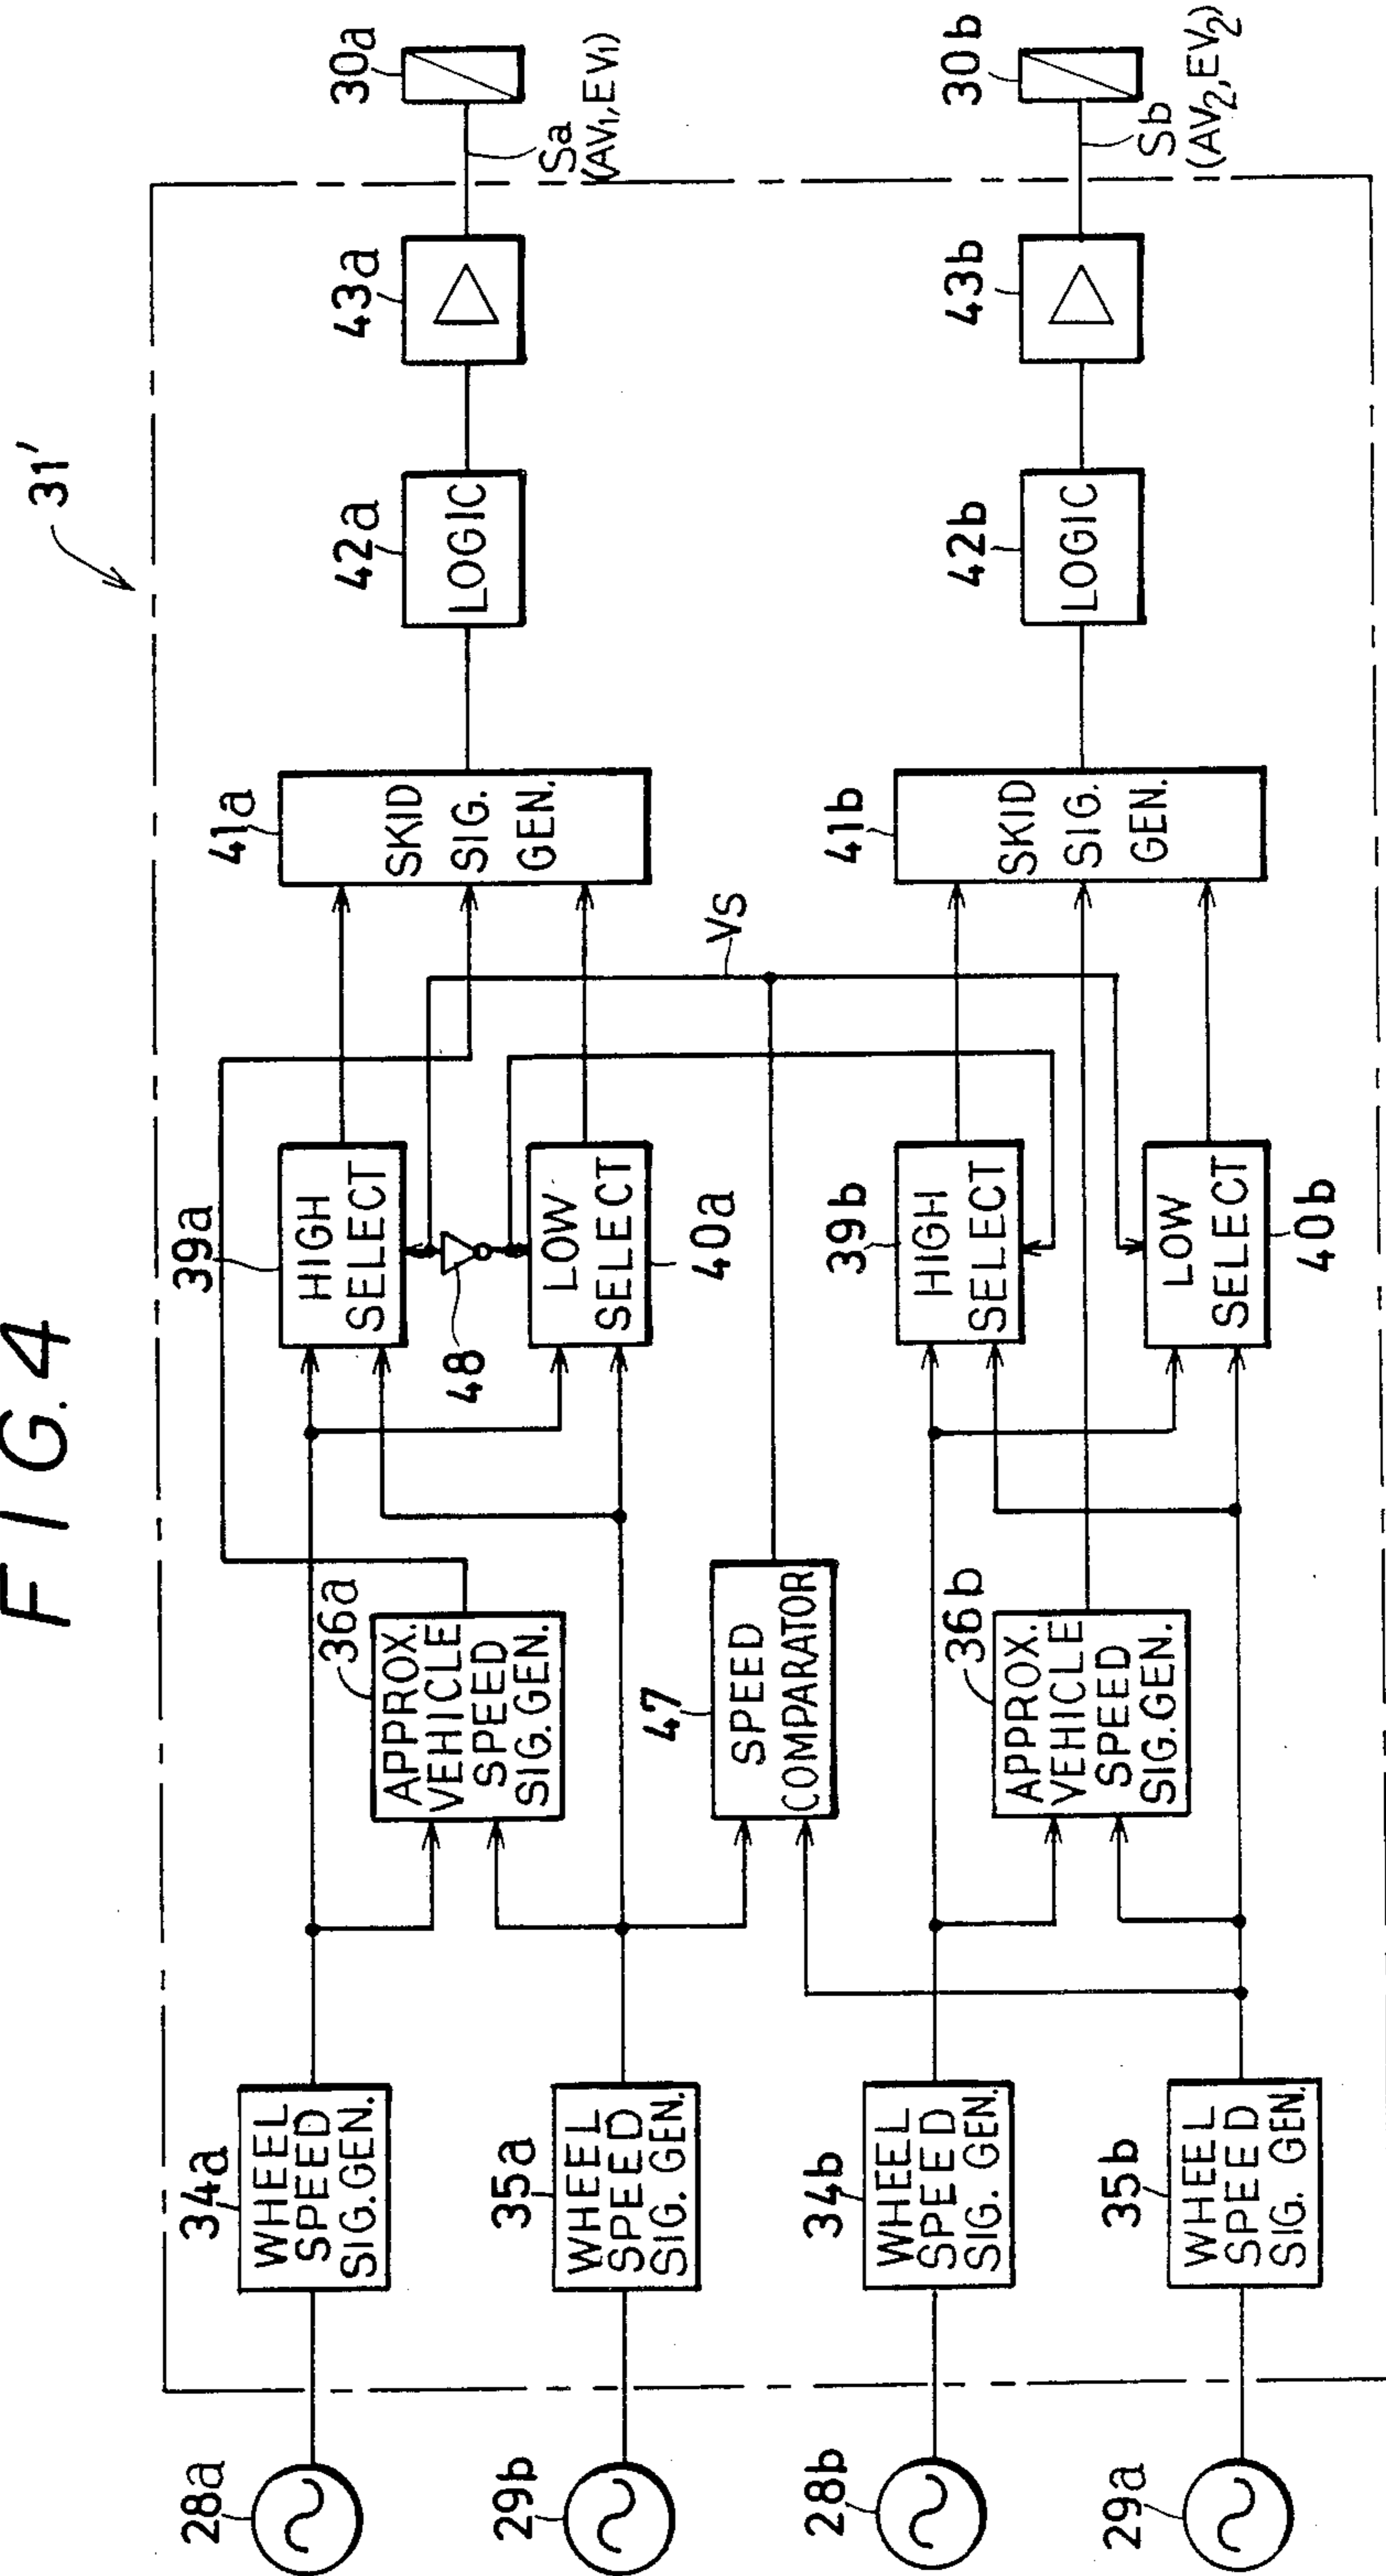 FIG.4
31'
28a
34a
WHEEL
SPEED
SIG.GEN.
36a
APPROX.
VEHICLE
SPEED
SIG.GEN.
39a
HIGH
SELECT
48
41a
SKID
SIG.
GEN.
42a
LOGIC
43a
30a
Sa
(AV1,EV1)
29b
35a
WHEEL
SPEED
SIG. GEN.
LOW
SELECT
40a
47
SPEED
COMPARATOR
VS
28b
34b
WHEEL
SPEED
SIG. GEN.
36b
APPROX.
VEHICLE
SPEED
SIG.GEN.
39b
HIGH
SELECT
41b
SKID
SIG.
GEN.
42b
LOGIC
43b
30b
Sb
(AV2,EV2)
29a
35b
WHEEL
SPEED
SIG. GEN.
LOW
SELECT
40b